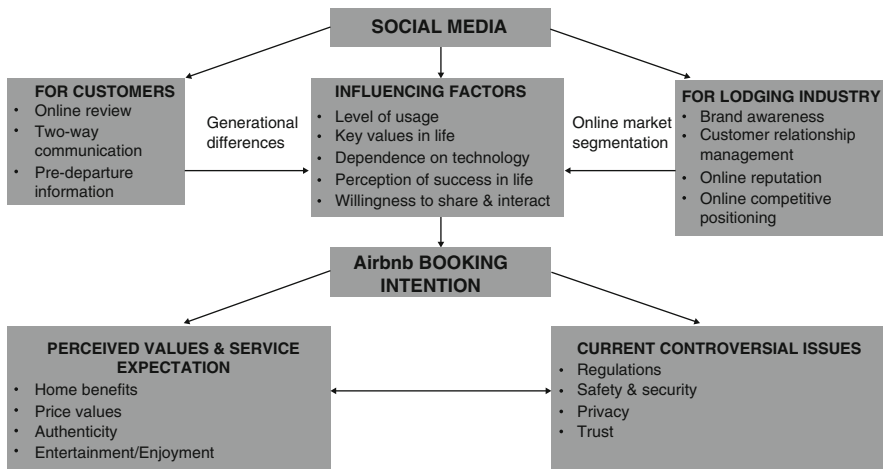 SOCIAL MEDIA
FOR CUSTOMERS
• Online review
• Two-way
communication
• Pre-departure
information
Generational
differences
INFLUENCING FACTORS
• Level of usage
• Key values in life
• Dependence on technology
• Perception of success in life
• Willingness to share & interact
Online market
segmentation
FOR LODGING INDUSTRY
• Brand awareness
• Customer relationship
management
• Online reputation
• Online competitive
positioning
Airbnb BOOKING
INTENTION
PERCEIVED VALUES & SERVICE
EXPECTATION
• Home benefits
• Price values
• Authenticity
• Entertainment/Enjoyment
CURRENT CONTROVERSIAL ISSUES
• Regulations
• Safety & security
• Privacy
• Trust